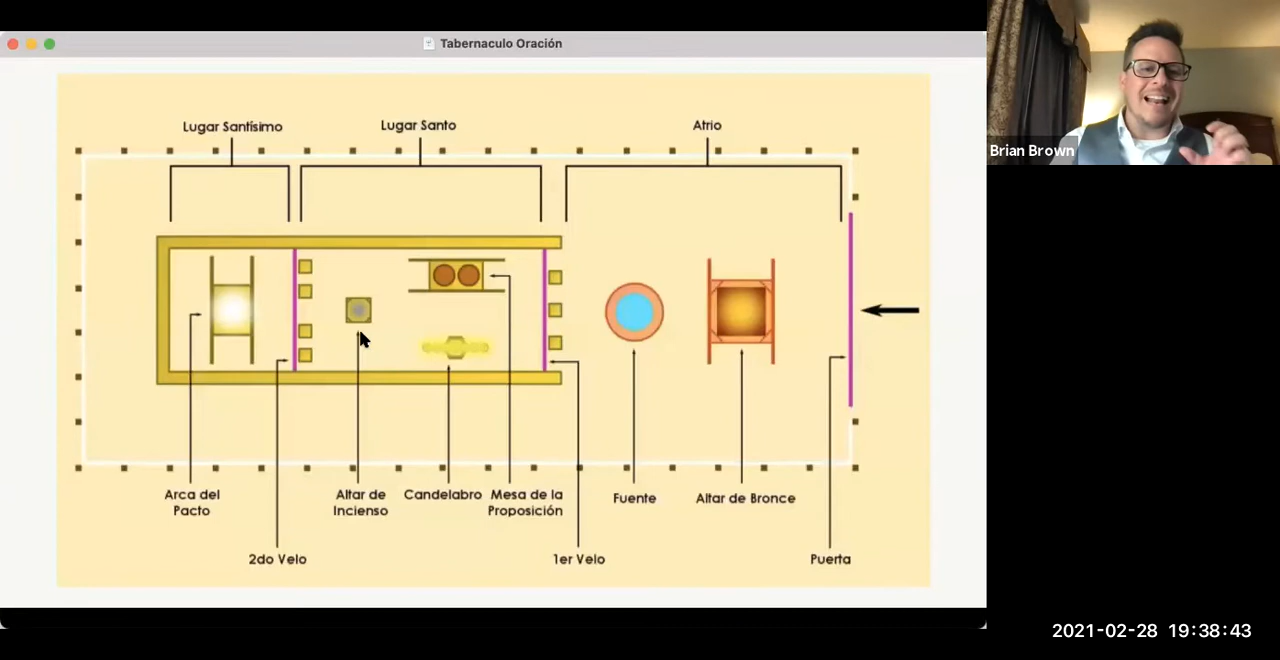 Tabernaculo Oración
Brian Brown
Lugar Santísimo
Lugar Santo
Atrio
Arca del
Pacto
Altar de
Incienso
Candelabro
Mesa de la
Proposición
Fuente
Altar de Bronce
2do Velo
1er Velo
Puerta
2021-02-28 19:38:43